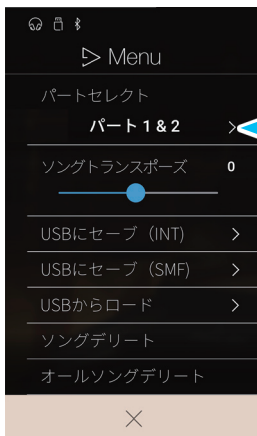 Menu
パートセレクト
パート 1 & 2
ソングトランスポーズ 0
USBにセーブ（INT）
USBにセーブ（SMF）
USBからロード
ソングデリート
オールソングデリート